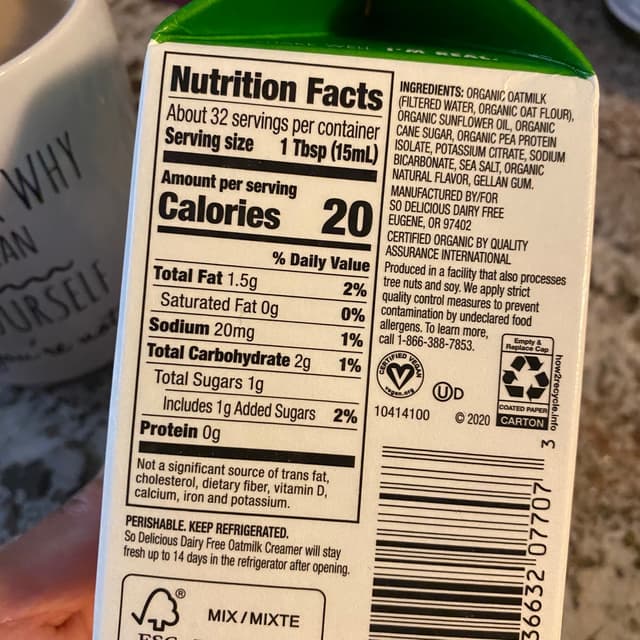 WHY
URSELF
I'M REAL.
Nutrition Facts
About 32 servings per container
Serving size 1 Tbsp (15mL)
Amount per serving
Calories 20
% Daily Value
Total Fat 1.5g 2%
Saturated Fat 0g 0%
Sodium 20mg 1%
Total Carbohydrate 2g 1%
Total Sugars 1g
Includes 1g Added Sugars 2%
Protein 0g
Not a significant source of trans fat,
cholesterol, dietary fiber, vitamin D,
calcium, iron and potassium.
PERISHABLE. KEEP REFRIGERATED.
So Delicious Dairy Free Oatmilk Creamer will stay
fresh up to 14 days in the refrigerator after opening.
® MIX / MIXTE
FSC
INGREDIENTS: ORGANIC OATMILK
(FILTERED WATER, ORGANIC OAT FLOUR),
ORGANIC SUNFLOWER OIL, ORGANIC
CANE SUGAR, ORGANIC PEA PROTEIN
ISOLATE, POTASSIUM CITRATE, SODIUM
BICARBONATE, SEA SALT, ORGANIC
NATURAL FLAVOR, GELLAN GUM.
MANUFACTURED BY/FOR
SO DELICIOUS DAIRY FREE
EUGENE, OR 97402
CERTIFIED ORGANIC BY QUALITY
ASSURANCE INTERNATIONAL
Produced in a facility that also processes
tree nuts and soy. We apply strict
quality control measures to prevent
contamination by undeclared food
allergens. To learn more,
call 1-866-388-7853.
CERTIFIED VEGAN
vegan.org
U D
10414100 © 2020
Empty &
Replace Cap
COATED PAPER
CARTON
how2recycle.info
36632 07707 3